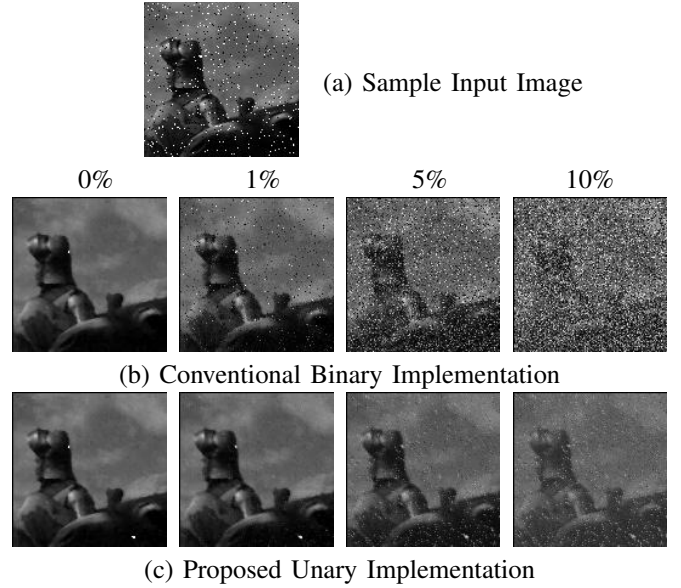 (a) Sample Input Image
0% 1% 5% 10%
(b) Conventional Binary Implementation
(c) Proposed Unary Implementation